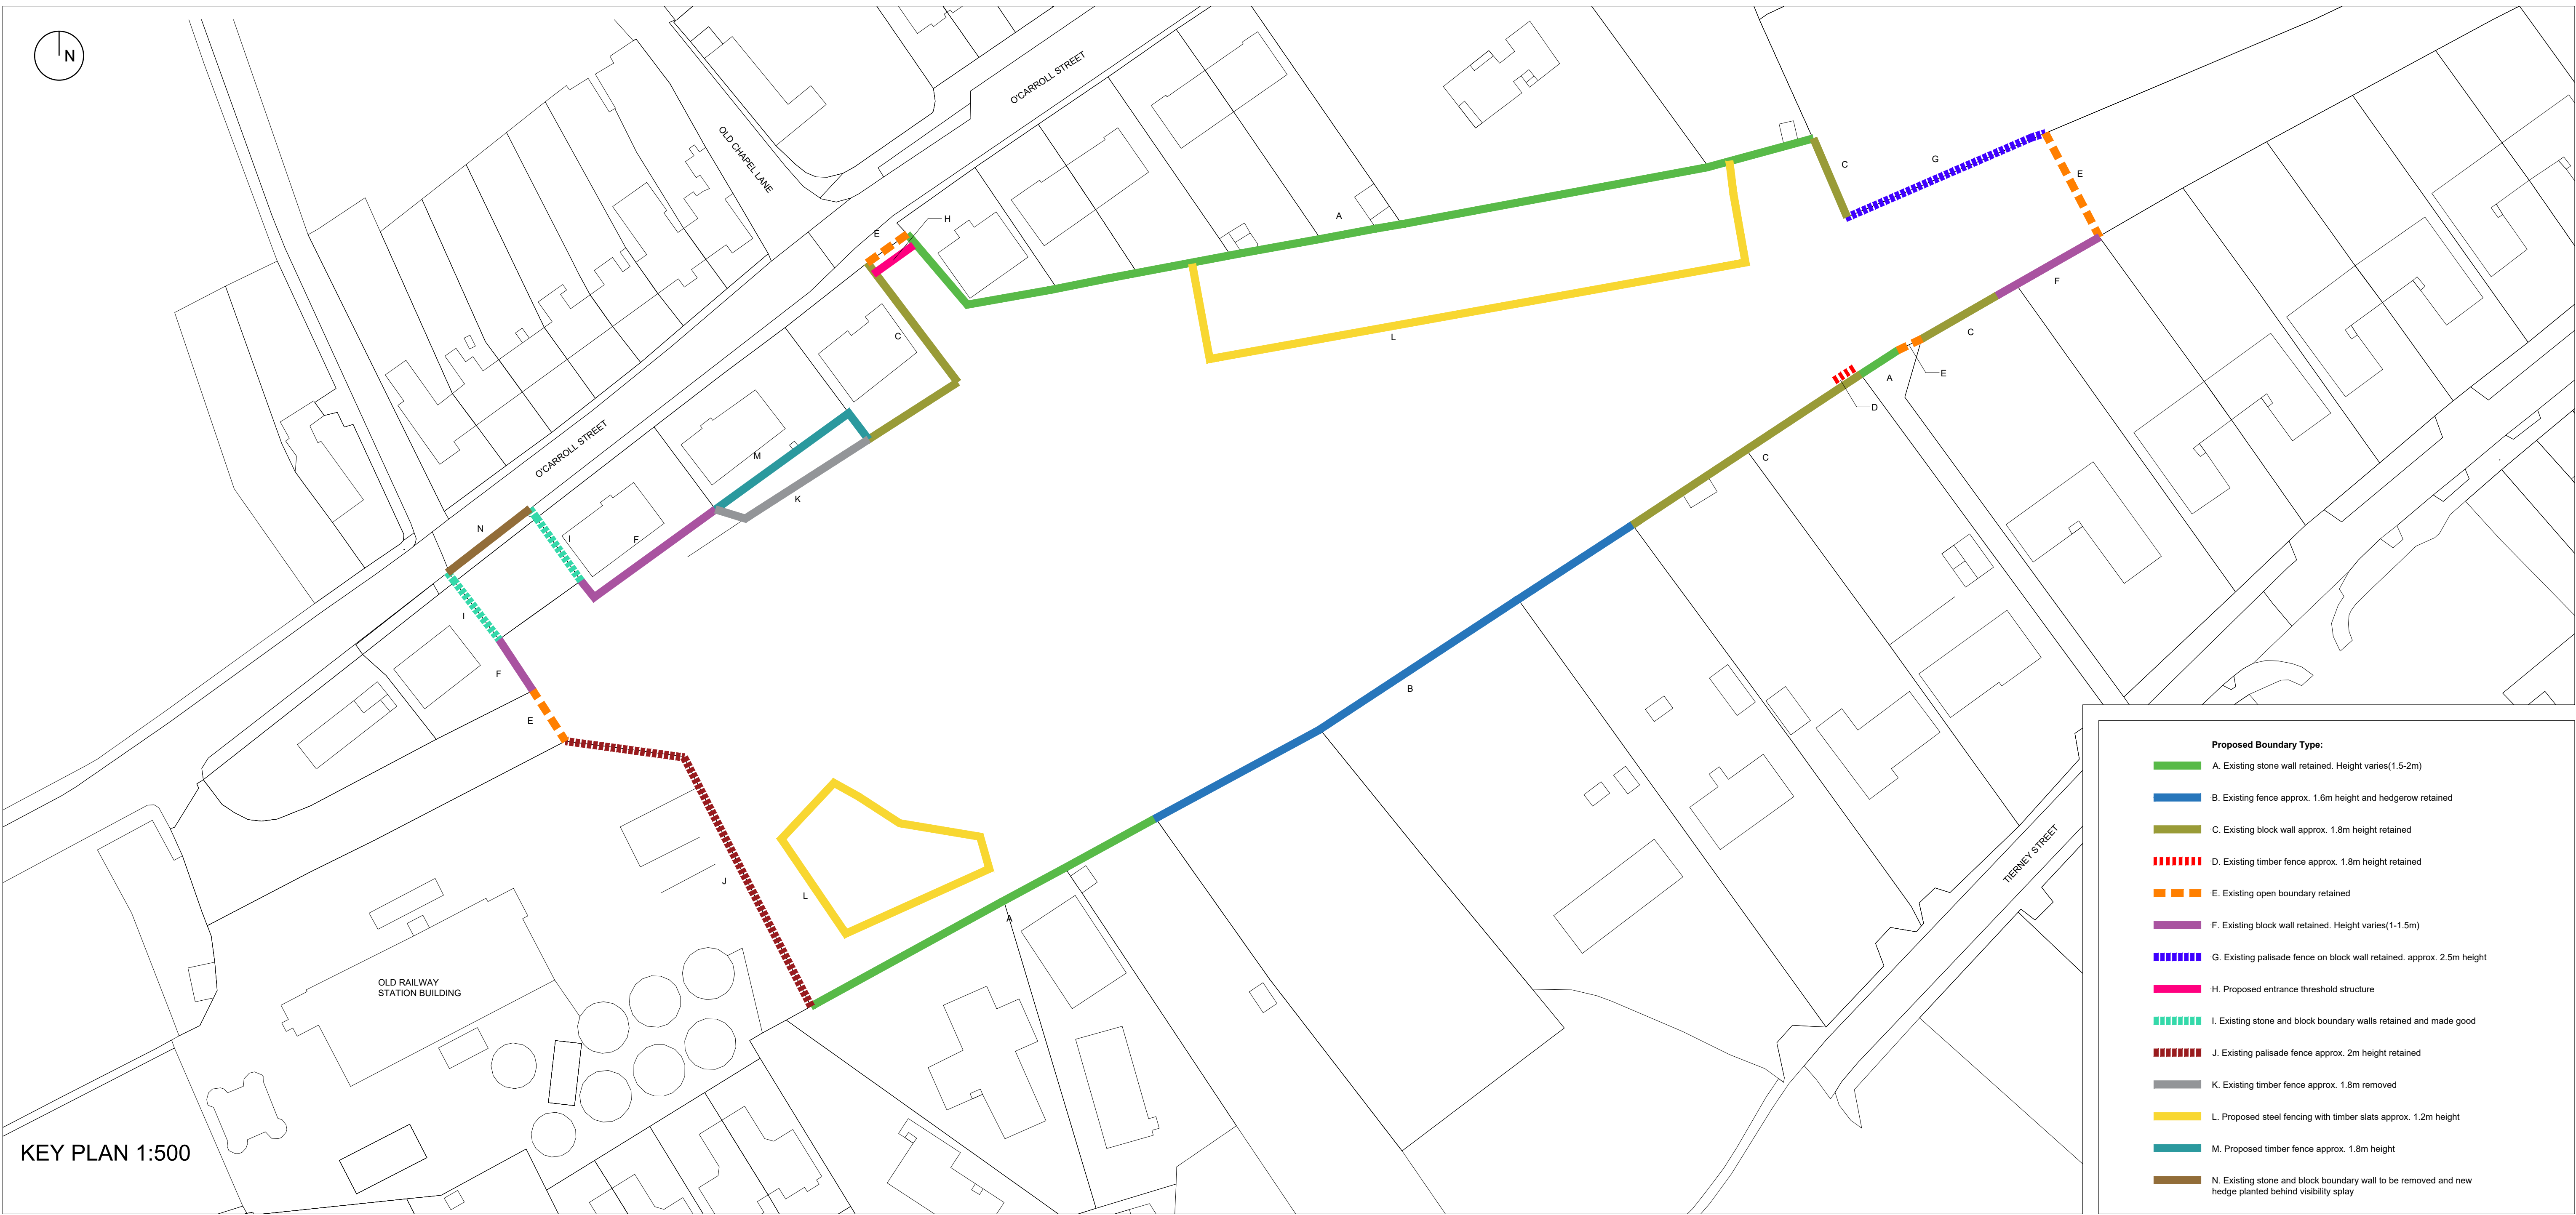 N
O'CARROLL STREET
OLD CHAPEL LANE
C
G
E
H
A
E
F
C
L
C
A
E
D
M
C
K
O'CARROLL STREET
N
I
F
I
F
B
E
J
L
A
OLD RAILWAY
STATION BUILDING
TIERNEY STREET
KEY PLAN 1:500
Proposed Boundary Type:
A. Existing stone wall retained. Height varies(1.5-2m)
B. Existing fence approx. 1.6m height and hedgerow retained
C. Existing block wall approx. 1.8m height retained
D. Existing timber fence approx. 1.8m height retained
E. Existing open boundary retained
F. Existing block wall retained. Height varies(1-1.5m)
G. Existing palisade fence on block wall retained. approx. 2.5m height
H. Proposed entrance threshold structure
I. Existing stone and block boundary walls retained and made good
J. Existing palisade fence approx. 2m height retained
K. Existing timber fence approx. 1.8m removed
L. Proposed steel fencing with timber slats approx. 1.2m height
M. Proposed timber fence approx. 1.8m height
N. Existing stone and block boundary wall to be removed and new
hedge planted behind visibility splay